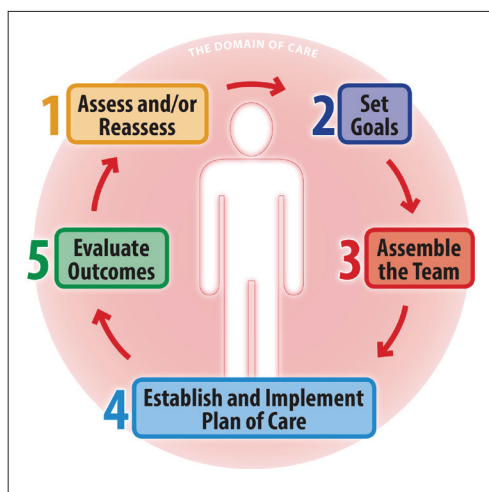 THE DOMAIN OF CARE
1
Assess and/or
Reassess
2
Set
Goals
3
Assemble
the Team
4
Establish and Implement
Plan of Care
5
Evaluate
Outcomes